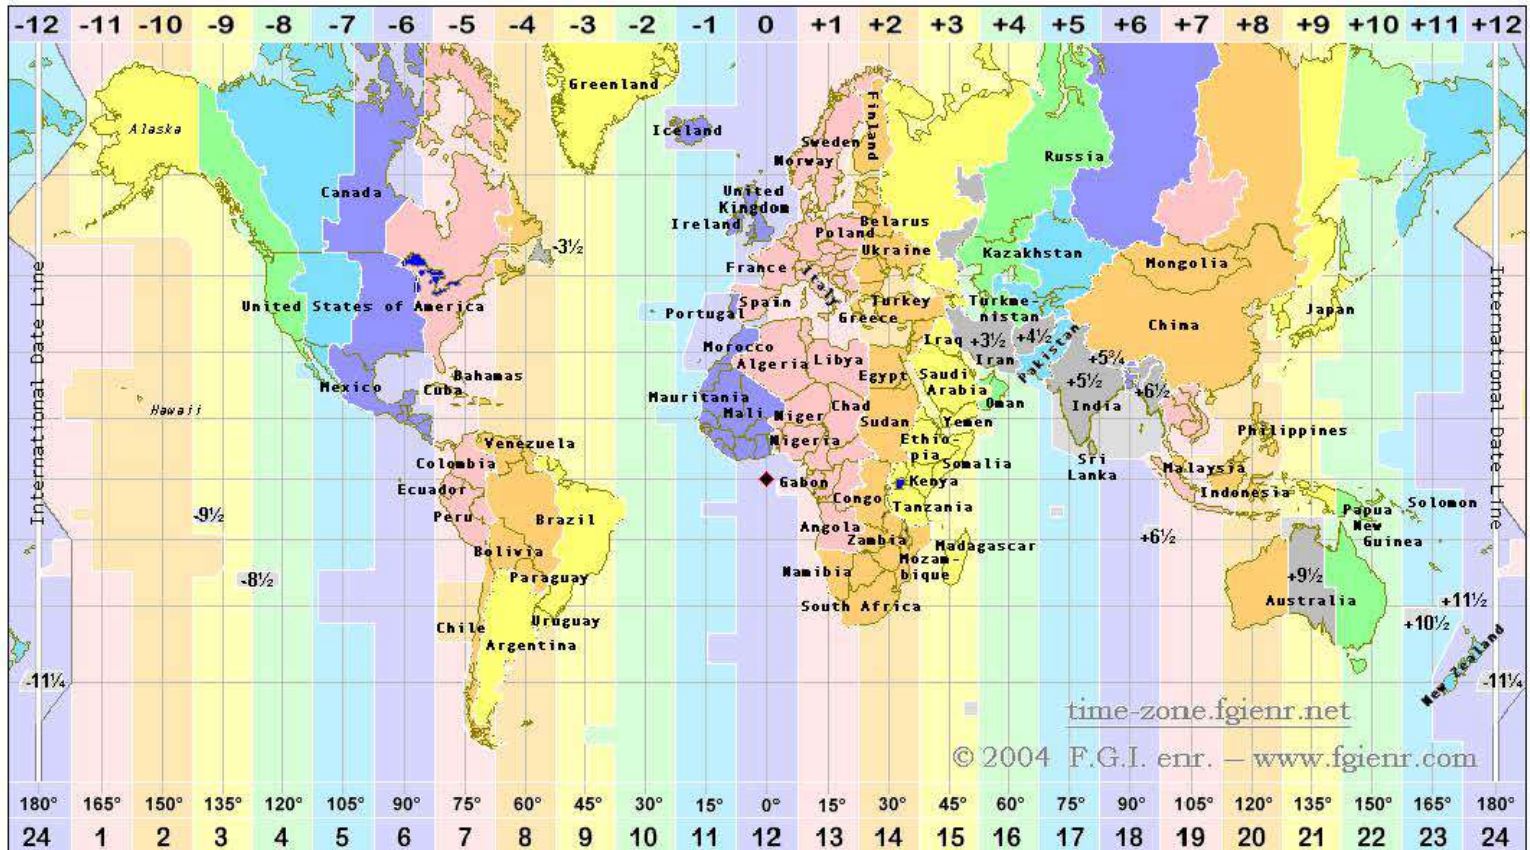 -12 -11 -10 -9 -8 -7 -6 -5 -4 -3 -2 -1 0 +1 +2 +3 +4 +5 +6 +7 +8 +9 +10 +11 +12
Greenland
Alaska
Iceland
Finland
Sweden
Norway
Russia
Canada
United
Kingdom
Ireland
Belarus
Poland
Ukraine
-3½
Kazakhstan
Mongolia
France
Italy
International Date Line
International Date Line
United States of America
Spain
Portugal
Turkey
Greece
Turkme-
nistan
Japan
China
Morocco
Algeria
Libya
Egypt
Iraq
+3½
Iran
+4½
Pakistan
+5¾
Saudi
Arabia
+5½
India
+6½
Mexico
Cuba
Bahamas
Mauritania
Mali
Niger
Chad
Sudan
Oman
Yemen
Hawaii
Nigeria
Ethio-
pia
Somalia
Philippines
Venezuela
Colombia
Sri
Lanka
Malaysia
Ecuador
Gabon
Kenya
Congo
Indonesia
Tanzania
Papua
New
Guinea
Solomon
-9½
Peru
Brazil
Angola
Zambia
+6½
Madagascar
Bolivia
Mozam-
bique
Namibia
-8½
Paraguay
+9½
Australia
South Africa
+11½
+10½
Uruguay
Chile
Argentina
New Zealand
-11¼
-11¼
time-zone.fgienr.net
© 2004 F.G.I. enr. – www.fgienr.com
180° 165° 150° 135° 120° 105° 90° 75° 60° 45° 30° 15° 0° 15° 30° 45° 60° 75° 90° 105° 120° 135° 150° 165° 180°
24 1 2 3 4 5 6 7 8 9 10 11 12 13 14 15 16 17 18 19 20 21 22 23 24